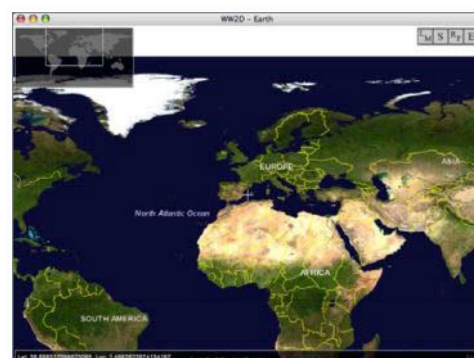 WW2D - Earth
L M S R P E
EUROPE
ASIA
North Atlantic Ocean
AFRICA
SOUTH AMERICA